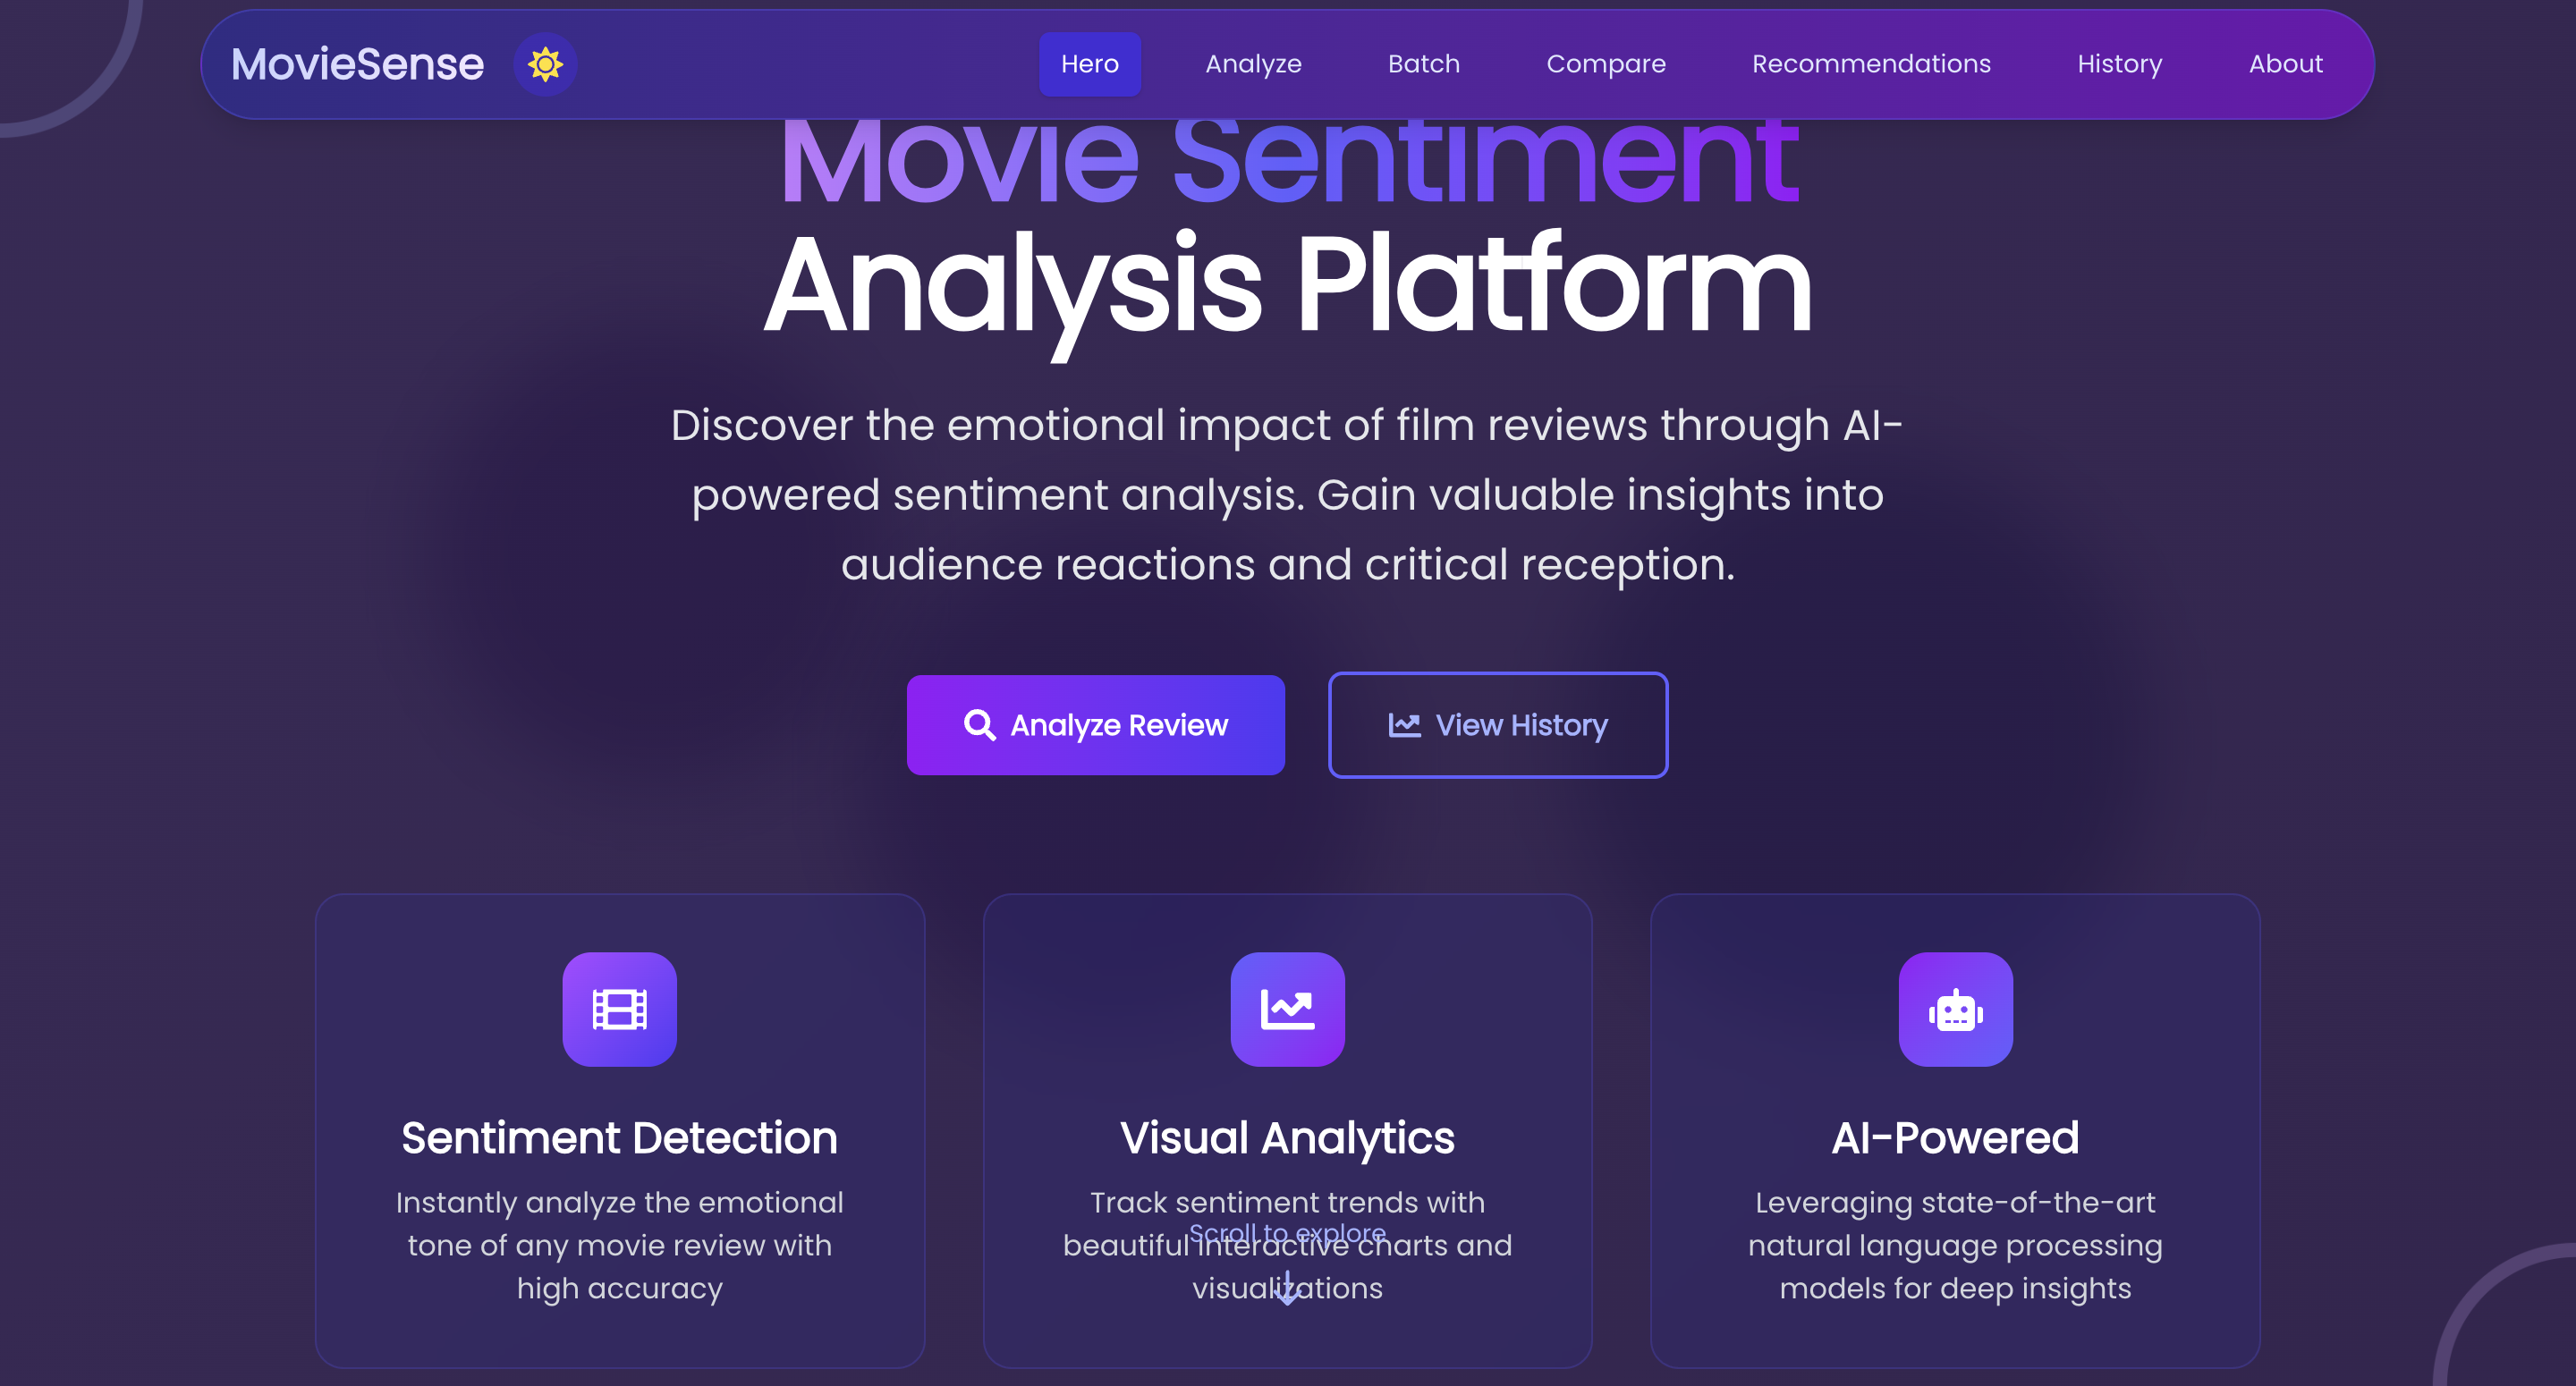 MovieSense
Hero
Analyze
Batch
Compare
Recommendations
History
About
Movie Sentiment
Analysis Platform
Discover the emotional impact of film reviews through AI-
powered sentiment analysis. Gain valuable insights into
audience reactions and critical reception.
Analyze Review
View History
Sentiment Detection
Instantly analyze the emotional
tone of any movie review with
high accuracy
Visual Analytics
Track sentiment trends with
beautiful interactive charts and
visualizations
Scroll to explore
AI-Powered
Leveraging state-of-the-art
natural language processing
models for deep insights